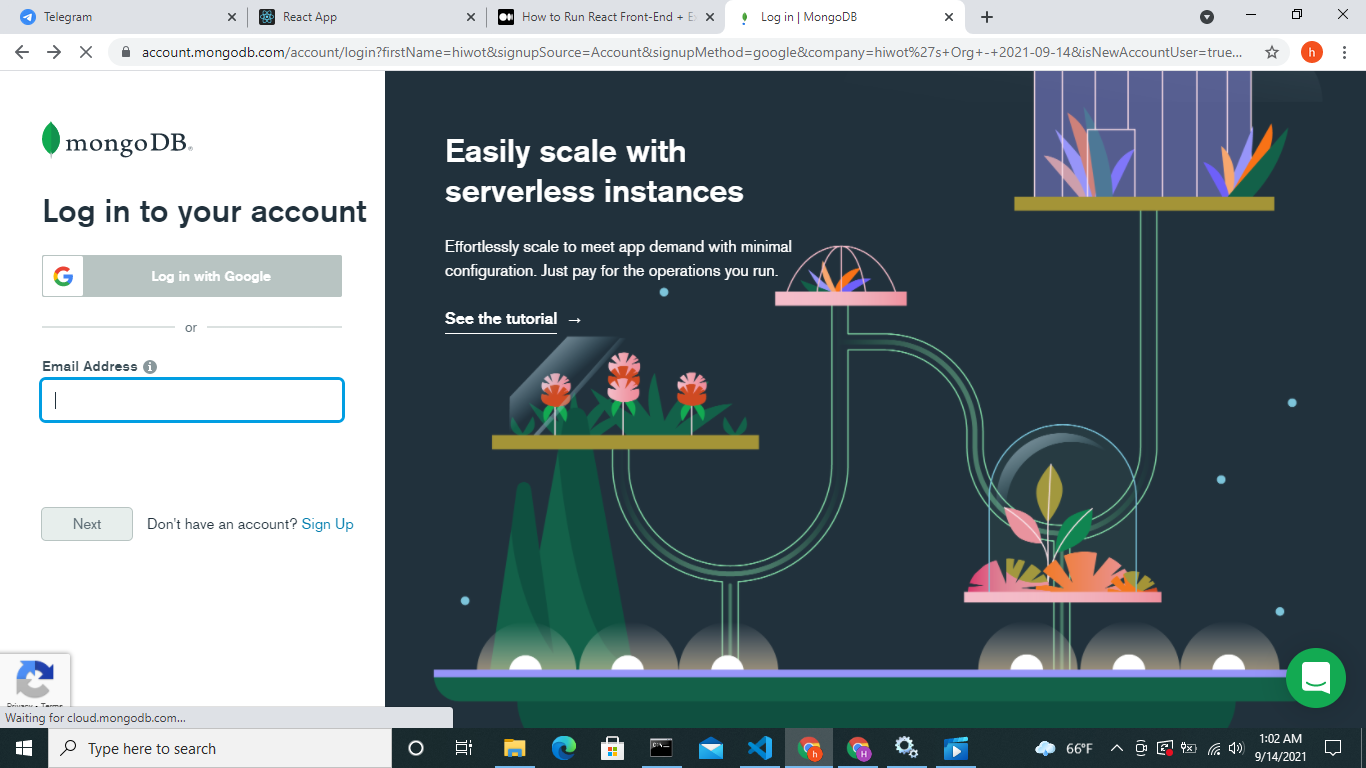 Telegram
React App
How to Run React Front-End + E
Log in | MongoDB
account.mongodb.com/account/login?firstName=hiwot&signupSource=Account&signupMethod=google&company=hiwot%27s+Org+-+2021-09-14&isNewAccountUser=true...
h
mongoDB
Log in to your account
G Log in with Google
or
Email Address i
Next
Don't have an account? Sign Up
Easily scale with
serverless instances
Effortlessly scale to meet app demand with minimal
configuration. Just pay for the operations you run.
See the tutorial →
Privacy - Terms
Waiting for cloud.mongodb.com...
Type here to search
h
H
66°F
1:02 AM
9/14/2021